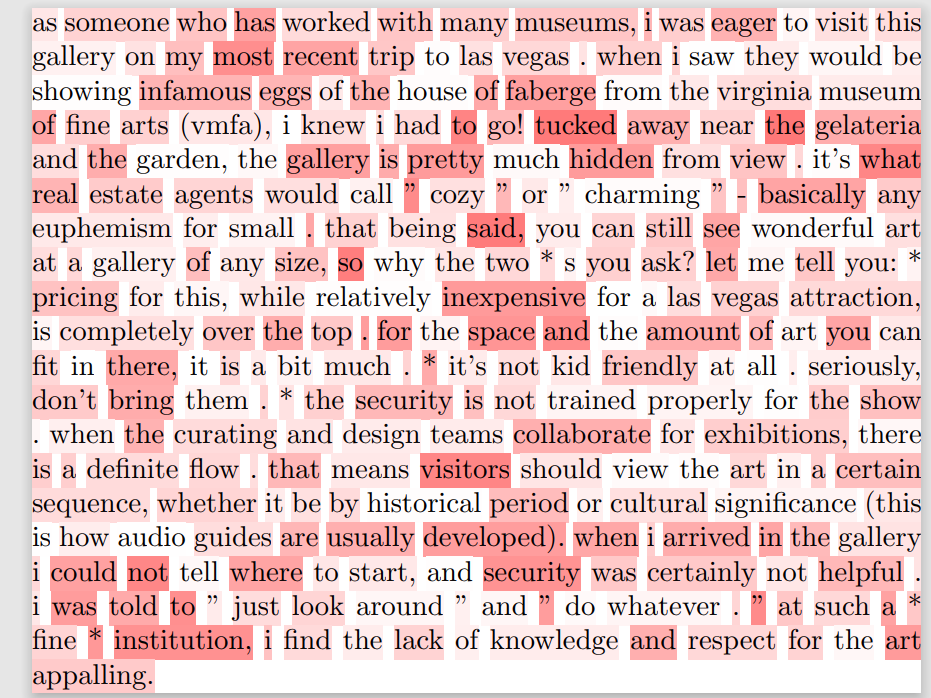 as someone who has worked with many museums, i was eager to visit this
gallery on my most recent trip to las vegas . when i saw they would be
showing infamous eggs of the house of faberge from the virginia museum
of fine arts (vmfa), i knew i had to go! tucked away near the gelateria
and the garden, the gallery is pretty much hidden from view . it's what
real estate agents would call ” cozy ” or ” charming ” - basically any
euphemism for small . that being said, you can still see wonderful art
at a gallery of any size, so why the two * s you ask? let me tell you: *
pricing for this, while relatively inexpensive for a las vegas attraction,
is completely over the top . for the space and the amount of art you can
fit in there, it is a bit much . * it's not kid friendly at all . seriously,
don't bring them . * the security is not trained properly for the show
. when the curating and design teams collaborate for exhibitions, there
is a definite flow . that means visitors should view the art in a certain
sequence, whether it be by historical period or cultural significance (this
is how audio guides are usually developed). when i arrived in the gallery
i could not tell where to start, and security was certainly not helpful .
i was told to ” just look around ” and ” do whatever . ” at such a *
fine * institution, i find the lack of knowledge and respect for the art
appalling.